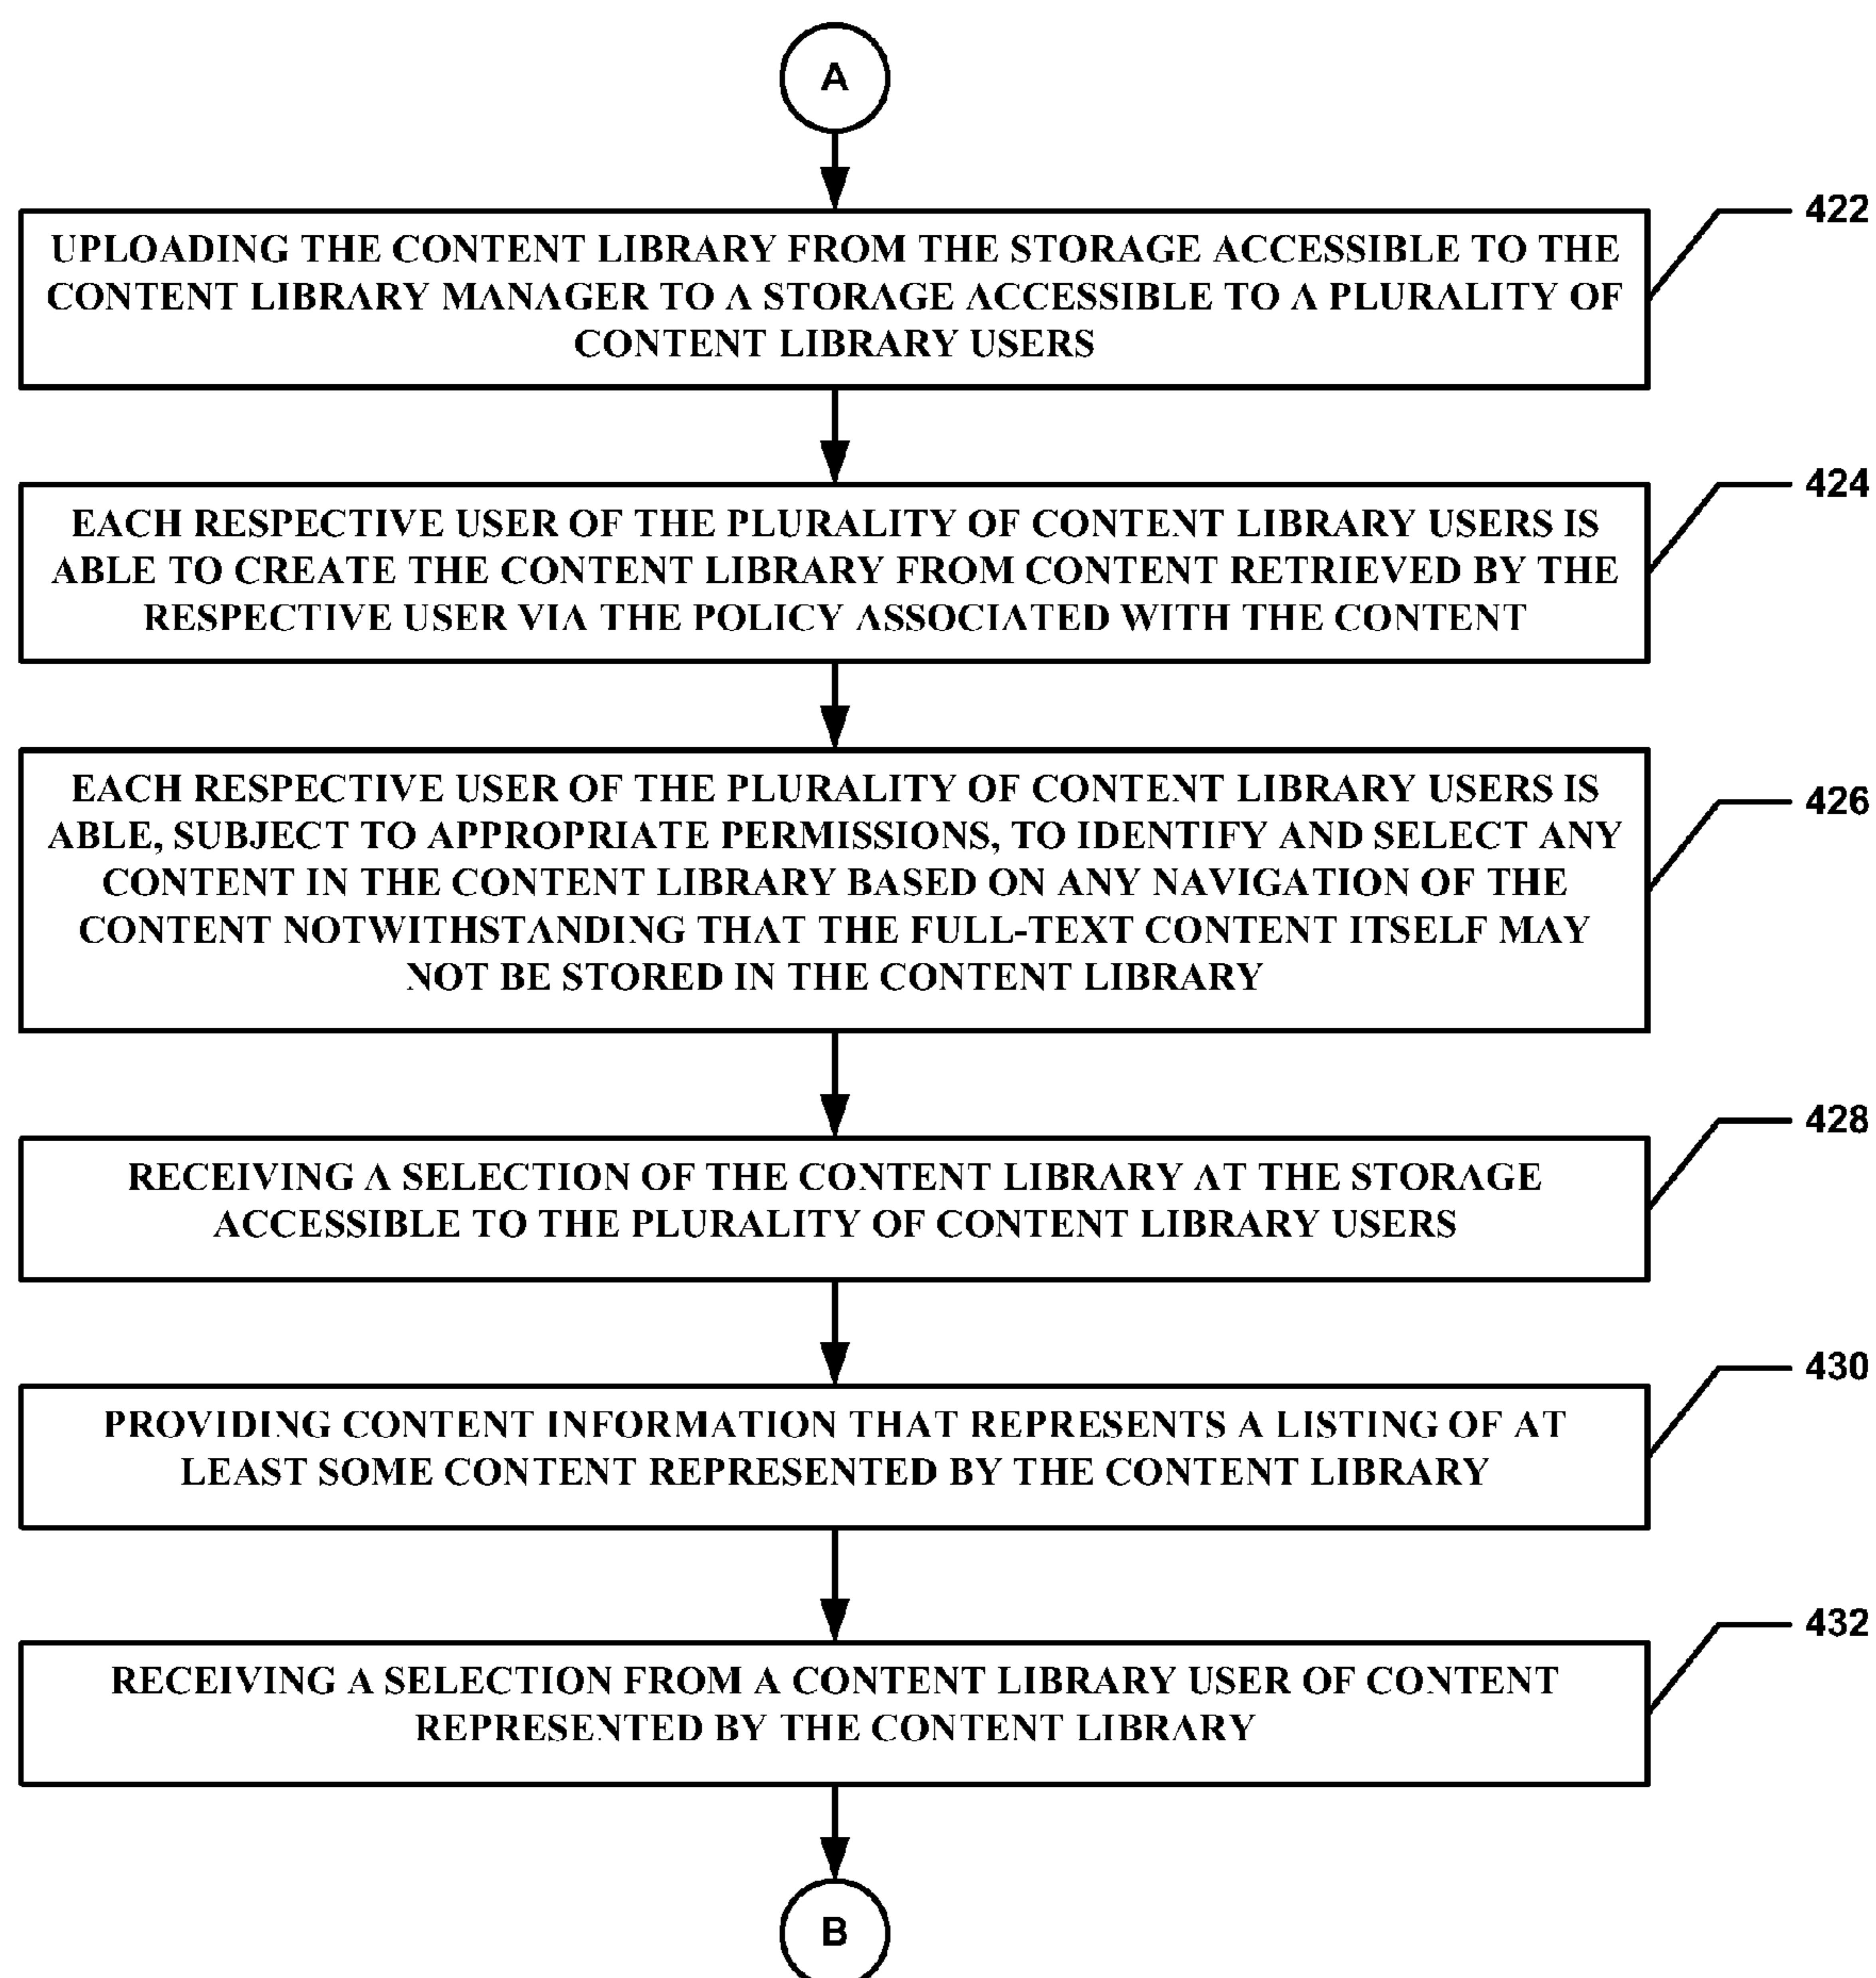 A
422
UPLOADING THE CONTENT LIBRARY FROM THE STORAGE ACCESSIBLE TO THE
CONTENT LIBRARY MANAGER TO A STORAGE ACCESSIBLE TO A PLURALITY OF
CONTENT LIBRARY USERS
424
EACH RESPECTIVE USER OF THE PLURALITY OF CONTENT LIBRARY USERS IS
ABLE TO CREATE THE CONTENT LIBRARY FROM CONTENT RETRIEVED BY THE
RESPECTIVE USER VIA THE POLICY ASSOCIATED WITH THE CONTENT
426
EACH RESPECTIVE USER OF THE PLURALITY OF CONTENT LIBRARY USERS IS
ABLE, SUBJECT TO APPROPRIATE PERMISSIONS, TO IDENTIFY AND SELECT ANY
CONTENT IN THE CONTENT LIBRARY BASED ON ANY NAVIGATION OF THE
CONTENT NOTWITHSTANDING THAT THE FULL-TEXT CONTENT ITSELF MAY
NOT BE STORED IN THE CONTENT LIBRARY
428
RECEIVING A SELECTION OF THE CONTENT LIBRARY AT THE STORAGE
ACCESSIBLE TO THE PLURALITY OF CONTENT LIBRARY USERS
430
PROVIDING CONTENT INFORMATION THAT REPRESENTS A LISTING OF AT
LEAST SOME CONTENT REPRESENTED BY THE CONTENT LIBRARY
432
RECEIVING A SELECTION FROM A CONTENT LIBRARY USER OF CONTENT
REPRESENTED BY THE CONTENT LIBRARY
B